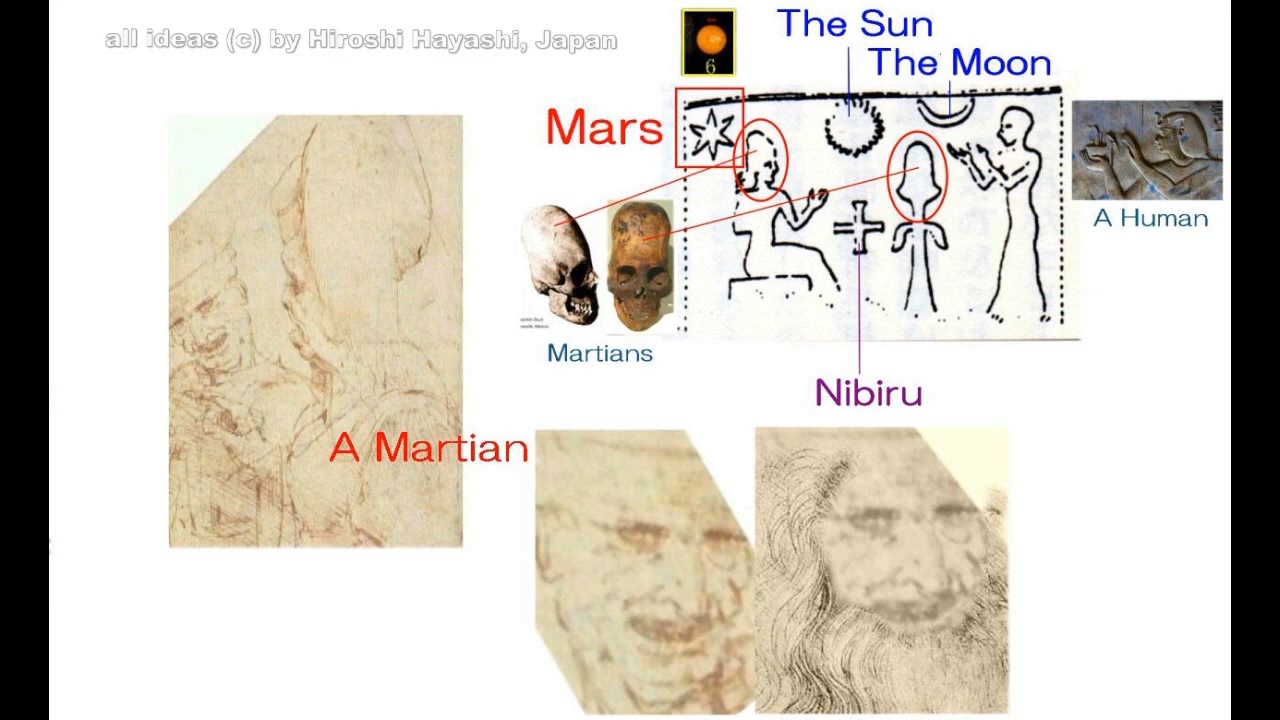 all ideas (c) by Hiroshi Hayashi, Japan
6
The Sun
The Moon
Mars
A Human
Martians
Nibiru
A Martian